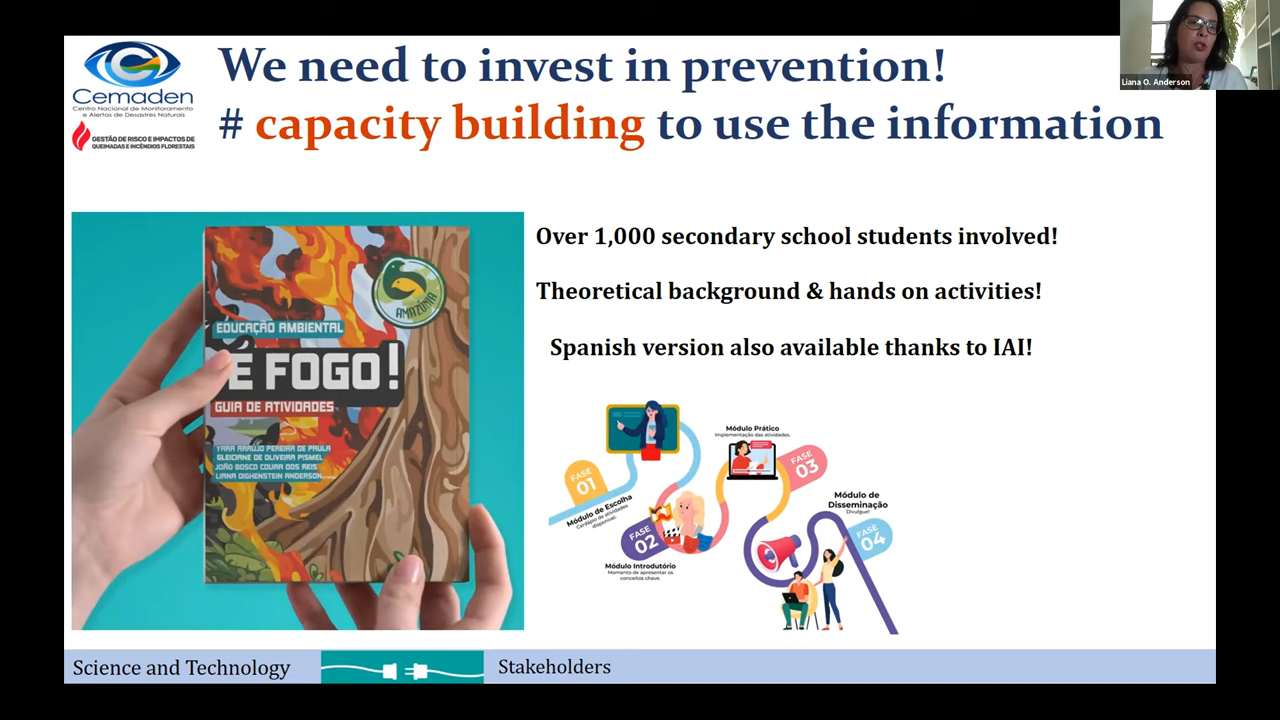 We need to invest in prevention!
# capacity building to use the information
Cemaden
Centro Nacional de Monitoramento
e Alertas de Desastres Naturais
GESTÃO DE RISCO E IMPACTOS DE
QUEIMADAS E INCÊNDIOS FLORESTAIS
Liana O. Anderson
AMAZÔNIA
EDUCAÇÃO AMBIENTAL
É FOGO!
GUIA DE ATIVIDADES
YARA ARAÚJO PEREIRA DE PAULA
GLEICIANE DE OLIVEIRA PISMEL
JOÃO BOSCO COURA DOS REIS
LIANA OIGHENSTEIN ANDERSON
Over 1,000 secondary school students involved!
Theoretical background & hands on activities!
Spanish version also available thanks to IAI!
FASE
01
Módulo de Escolha
Cardápio de atividades
disponível.
FASE
02
Módulo Introdutório
Momento de apresentar os
conceitos chave.
Módulo Prático
Implementação das atividades.
FASE
03
Módulo de
Disseminação
Divulgue!
FASE
04
Science and Technology
Stakeholders